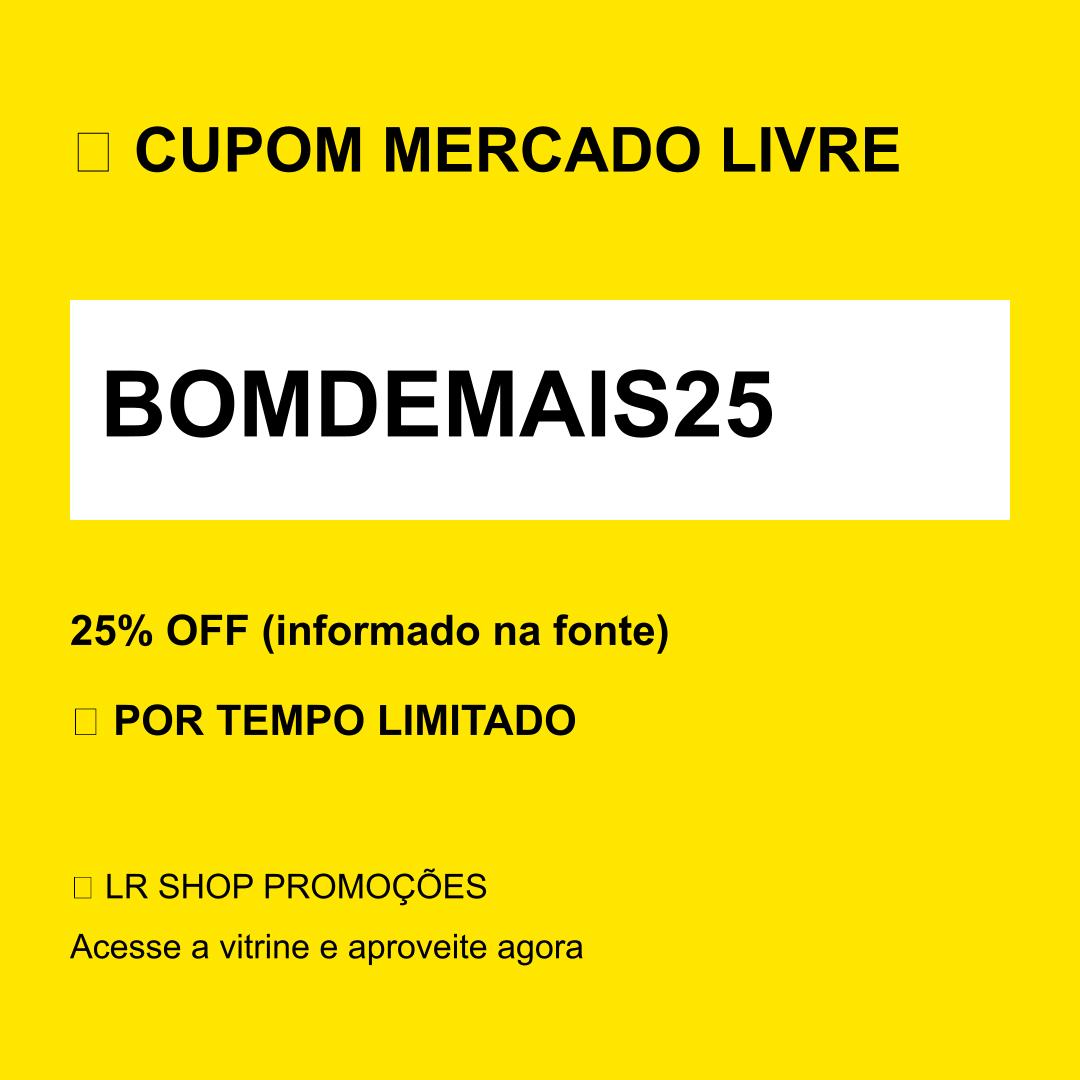 □ CUPOM MERCADO LIVRE
BOMDEMAIS25
25% OFF (informado na fonte)
□ POR TEMPO LIMITADO
□ LR SHOP PROMOÇÕES
Acesse a vitrine e aproveite agora